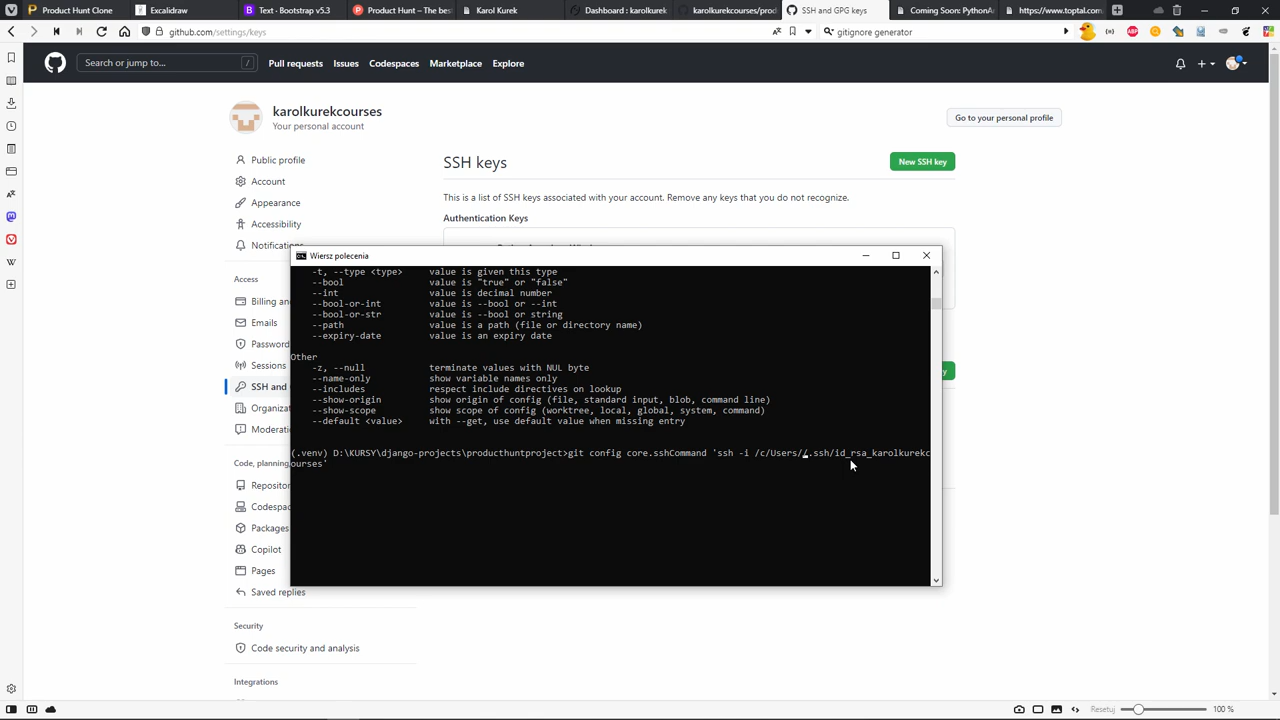 Product Hunt Clone
Excalidraw
Text · Bootstrap v5.3
Product Hunt – The bes
Karol Kurek
Dashboard : karolkurek
karolkurekcourses/prod
SSH and GPG keys
Coming Soon: PythonAn
https://www.toptal.com,
github.com/settings/keys
gitignore generator
Search or jump to...
/
Pull requests
Issues
Codespaces
Marketplace
Explore
karolkurekcourses
Your personal account
Go to your personal profile
Public profile
Account
Appearance
Accessibility
Notifications
Access
Billing and
Emails
Password
Sessions
SSH and
Organiza
Moderati
Code, planning,
Reposito
Codespac
Packages
Copilot
Pages
Saved replies
Security
Code security and analysis
Integrations
SSH keys
New SSH key
This is a list of SSH keys associated with your account. Remove any keys that you do not recognize.
Authentication Keys
Wiersz polecenia
-t, --type <type> value is given this type
--bool value is "true" or "false"
--int value is decimal number
--bool-or-int value is --bool or --int
--bool-or-str value is --bool or string
--path value is a path (file or directory name)
--expiry-date value is an expiry date
Other
-z, --null terminate values with NUL byte
--name-only show variable names only
--includes respect include directives on lookup
--show-origin show origin of config (file, standard input, blob, command line)
--show-scope show scope of config (worktree, local, global, system, command)
--default <value> with --get, use default value when missing entry
(.venv) D:\KURSY\django-projects\producthuntproject>git config core.sshCommand 'ssh -i /c/Users//.ssh/id_rsa_karolkurekc
ourses'
Resetuj
100 %